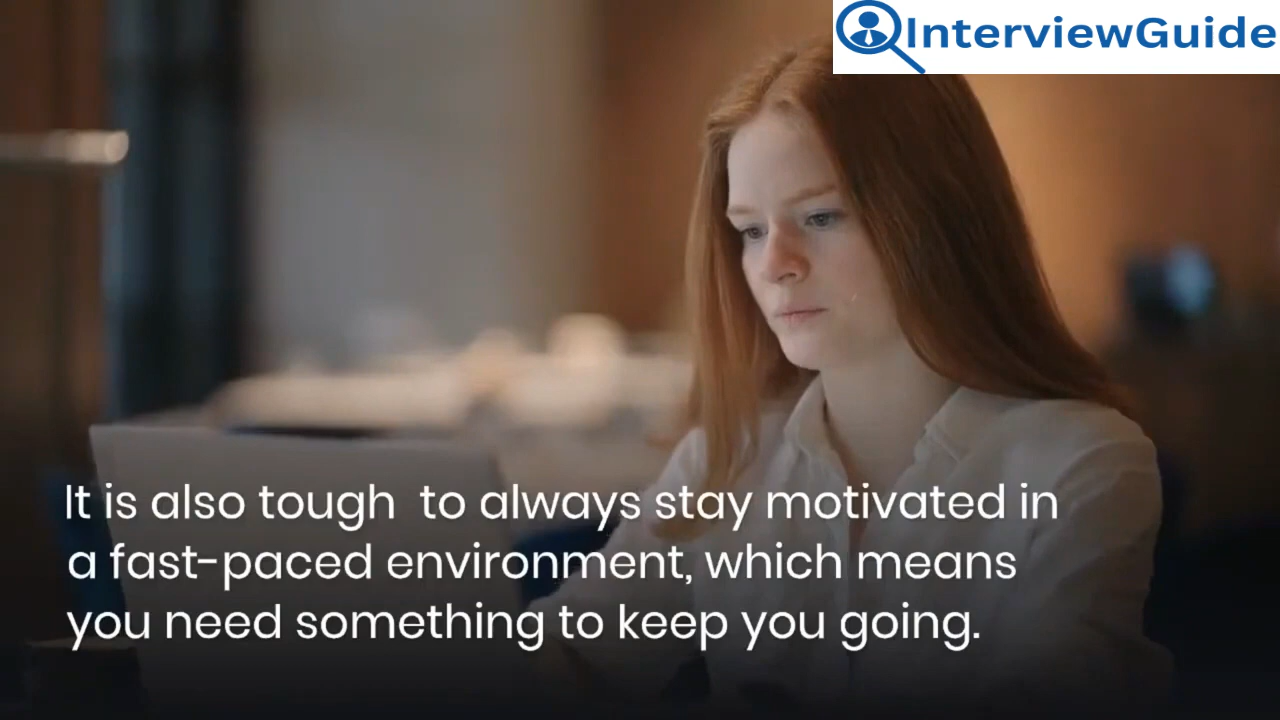 InterviewGuide
It is also tough  to always stay motivated in
a fast-paced environment, which means
you need something to keep you going.